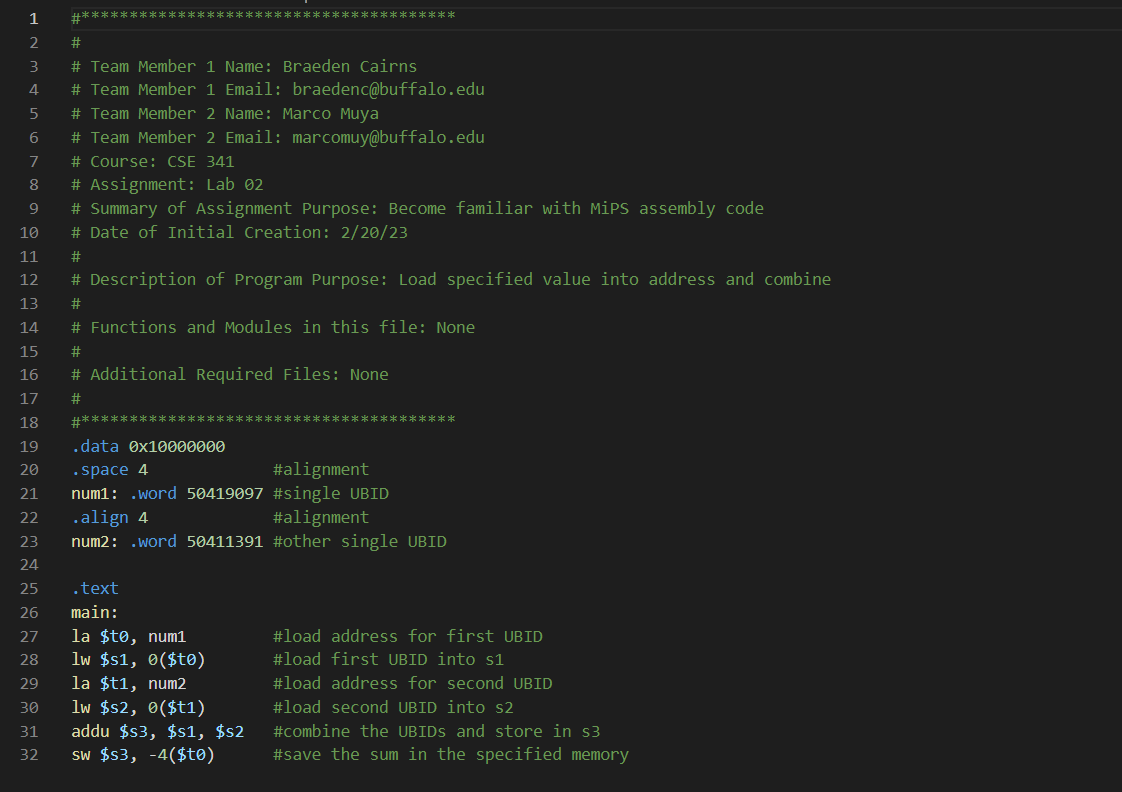 1 #***************************************
2 #
3 # Team Member 1 Name: Braeden Cairns
4 # Team Member 1 Email: braedenc@buffalo.edu
5 # Team Member 2 Name: Marco Muya
6 # Team Member 2 Email: marcomuy@buffalo.edu
7 # Course: CSE 341
8 # Assignment: Lab 02
9 # Summary of Assignment Purpose: Become familiar with MiPS assembly code
10 # Date of Initial Creation: 2/20/23
11 #
12 # Description of Program Purpose: Load specified value into address and combine
13 #
14 # Functions and Modules in this file: None
15 #
16 # Additional Required Files: None
17 #
18 #***************************************
19 .data 0x10000000
20 .space 4 #alignment
21 num1: .word 50419097 #single UBID
22 .align 4 #alignment
23 num2: .word 50411391 #other single UBID
24
25 .text
26 main:
27 la $t0, num1 #load address for first UBID
28 lw $s1, 0($t0) #load first UBID into s1
29 la $t1, num2 #load address for second UBID
30 lw $s2, 0($t1) #load second UBID into s2
31 addu $s3, $s1, $s2 #combine the UBIDs and store in s3
32 sw $s3, -4($t0) #save the sum in the specified memory